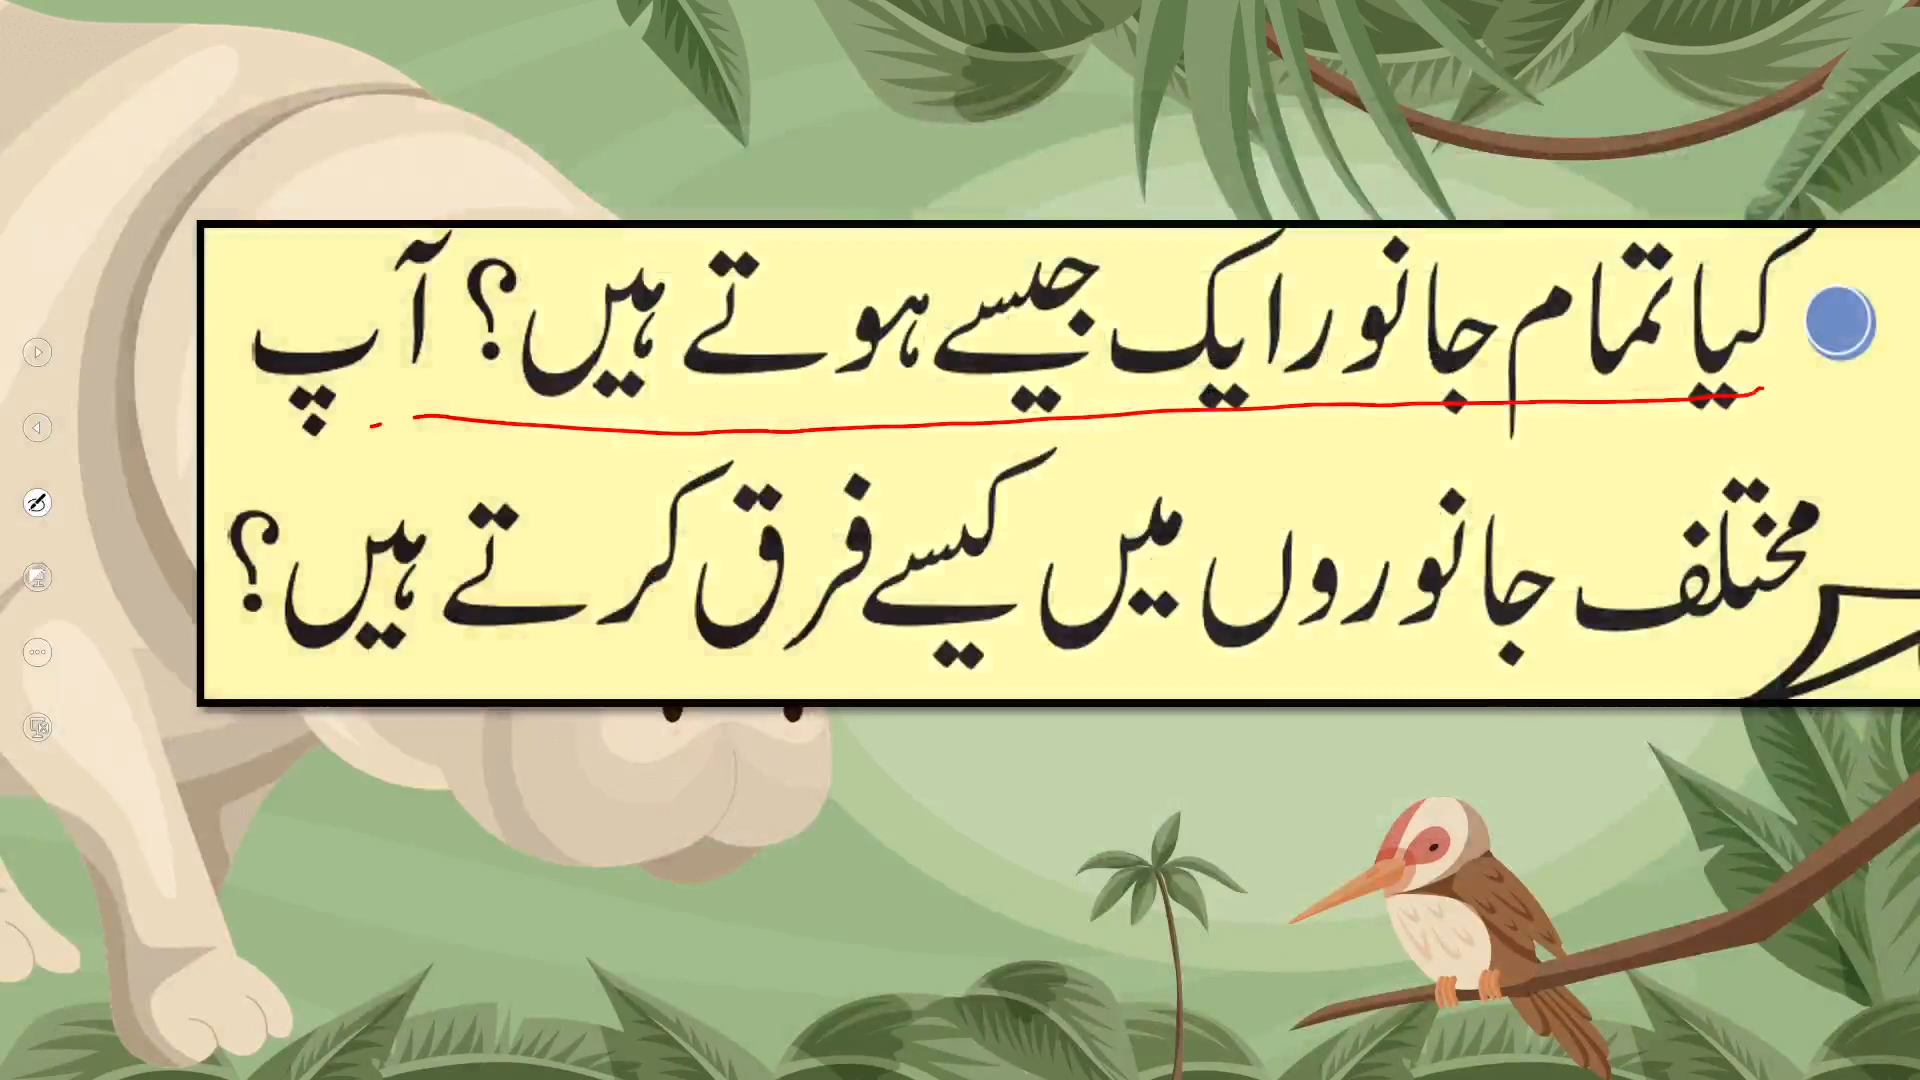 کیا تمام جانور ایک جیسے ہوتے ہیں؟ آپ
مختلف جانوروں میں کیسے فرق کرتے ہیں؟